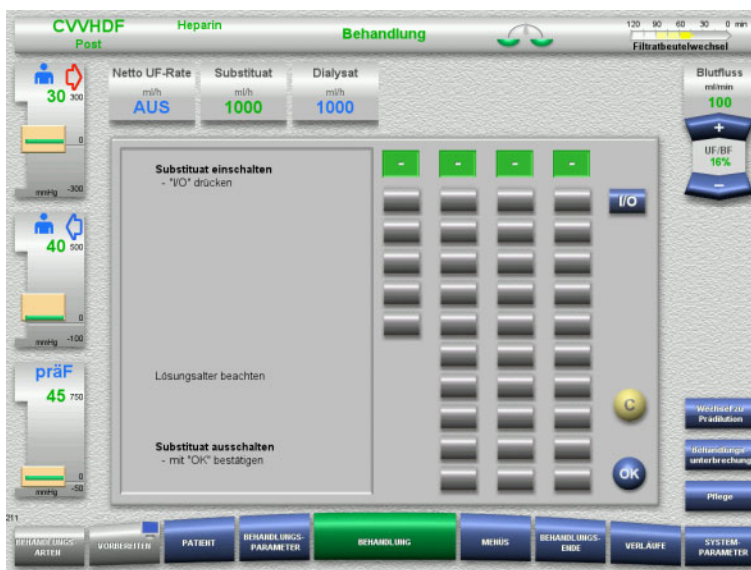 CVVHDF
Post
Heparin
Behandlung
120 90 60 30 0 min
Filtratbeutelwechsel
30 300
0
mmHg -300
40 500
0
mmHg -100
präF
45 750
0
mmHg -50
Netto UF-Rate
ml/h
AUS
Substituat
ml/h
1000
Dialysat
ml/h
1000
Blutfluss
ml/min
100
+
UF/BF
16%
–
Substituat einschalten
- "I/O" drücken
- - - -
I/O
Lösungsalter beachten
C
Substituat ausschalten
- mit "OK" bestätigen
OK
Wechsel zu
Prädilution
Behandlungs-
unterbrechung
Pflege
211
BEHANDLUNGS-
ARTEN
VORBEREITEN
PATIENT
BEHANDLUNGS-
PARAMETER
BEHANDLUNG
MENÜS
BEHANDLUNGS-
ENDE
VERLÄUFE
SYSTEM-
PARAMETER